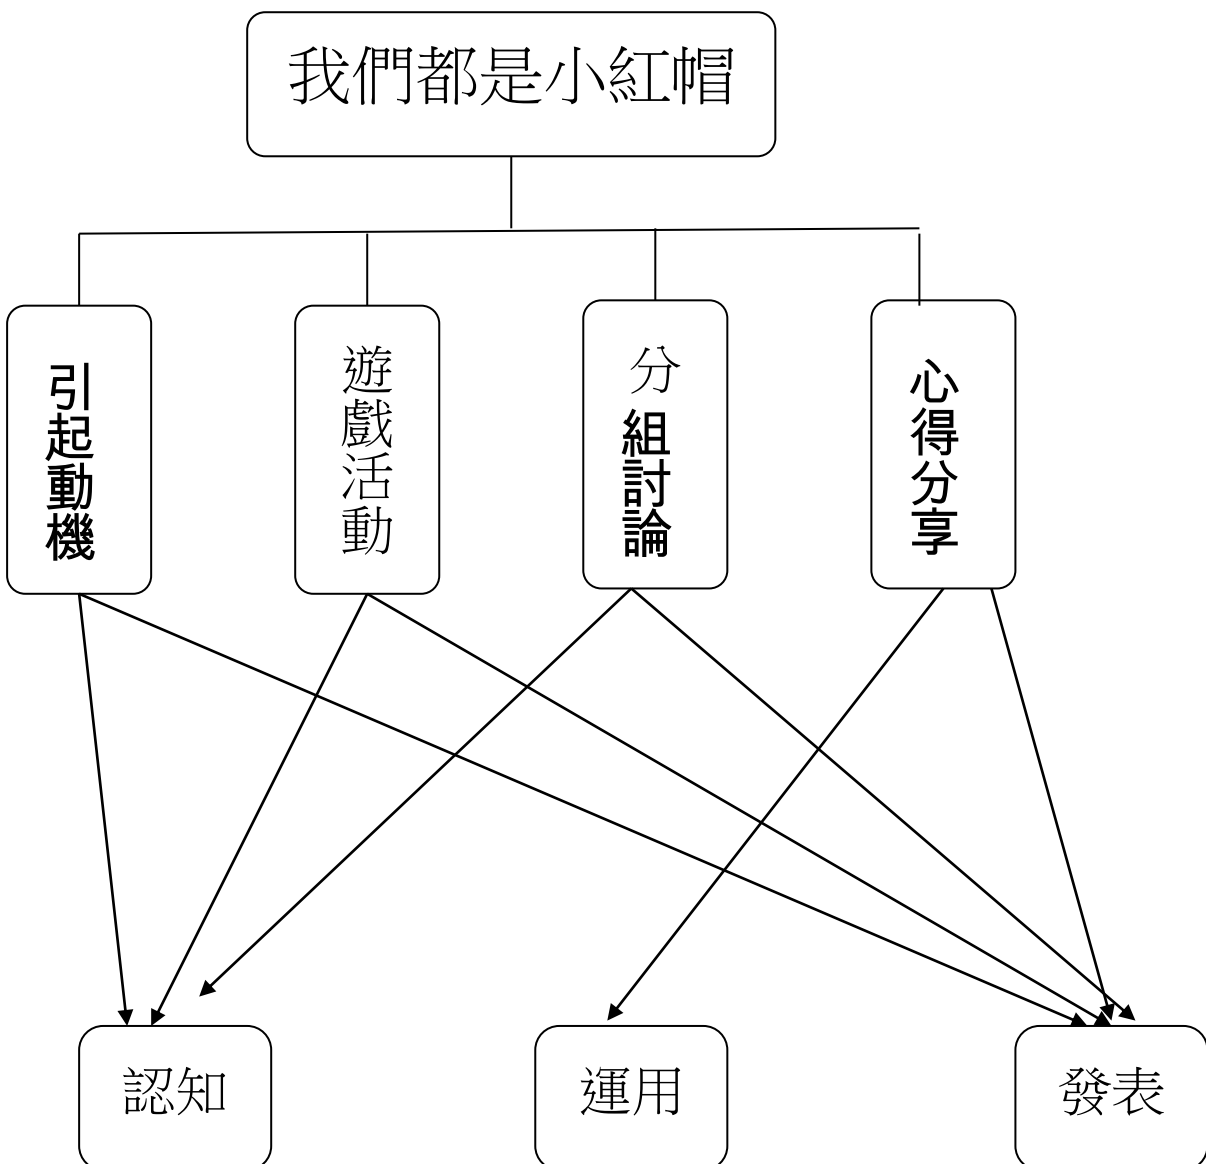 我們都是小紅帽
引起動機
遊戲活動
分組討論
心得分享
認知
運用
發表